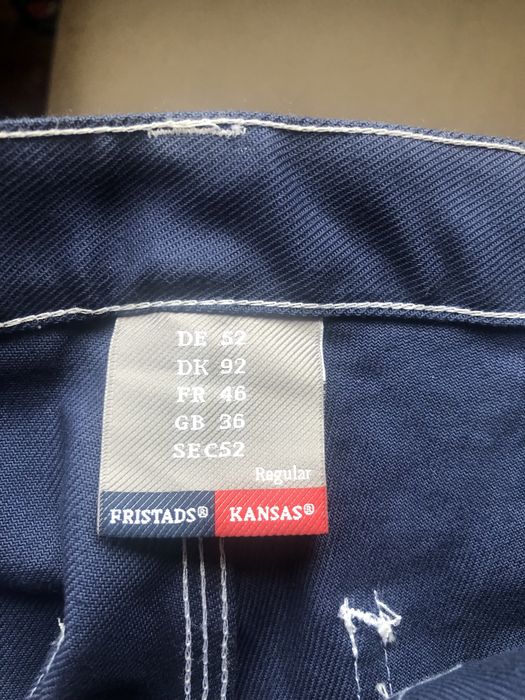 DE 52
DK 92
FR 46
GB 36
SEC52
Regular
FRISTADS® KANSAS®